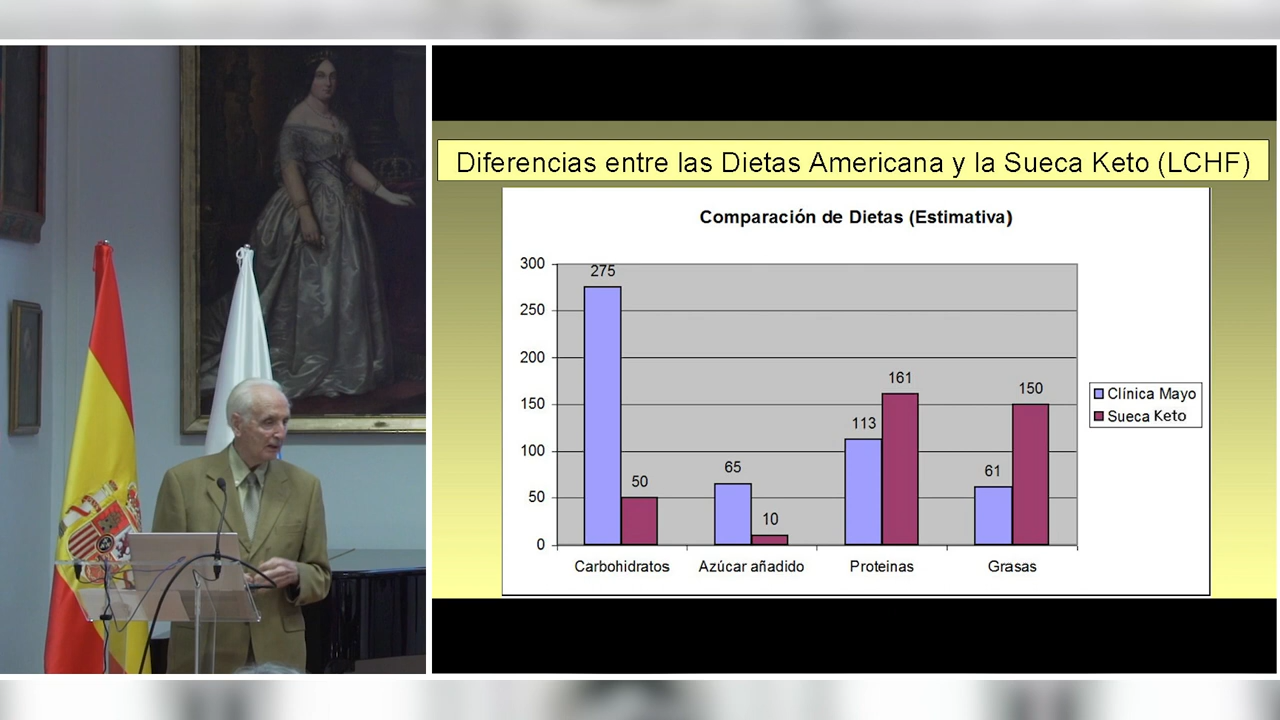 Diferencias entre las Dietas Americana y la Sueca Keto (LCHF)
Comparación de Dietas (Estimativa)
300
250
200
150
100
50
0
275
50
65
10
113
161
61
150
Carbohidratos
Azúcar añadido
Proteinas
Grasas
Clínica Mayo
Sueca Keto